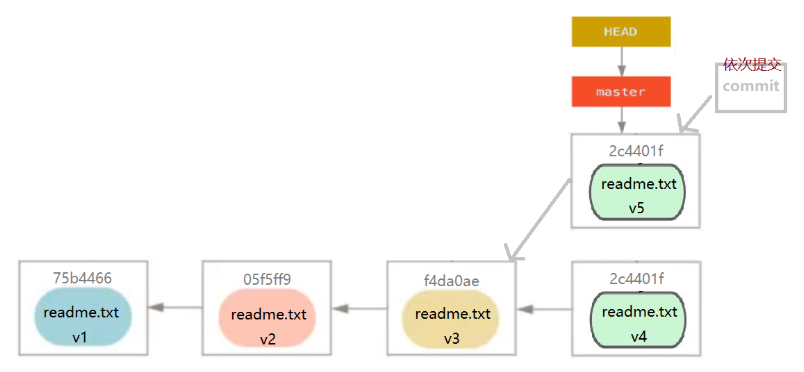 HEAD
依次提交
master
commit
2c4401f
readme.txt
v5
75b4466
05f5ff9
f4da0ae
2c4401f
readme.txt
v1
readme.txt
v2
readme.txt
v3
readme.txt
v4